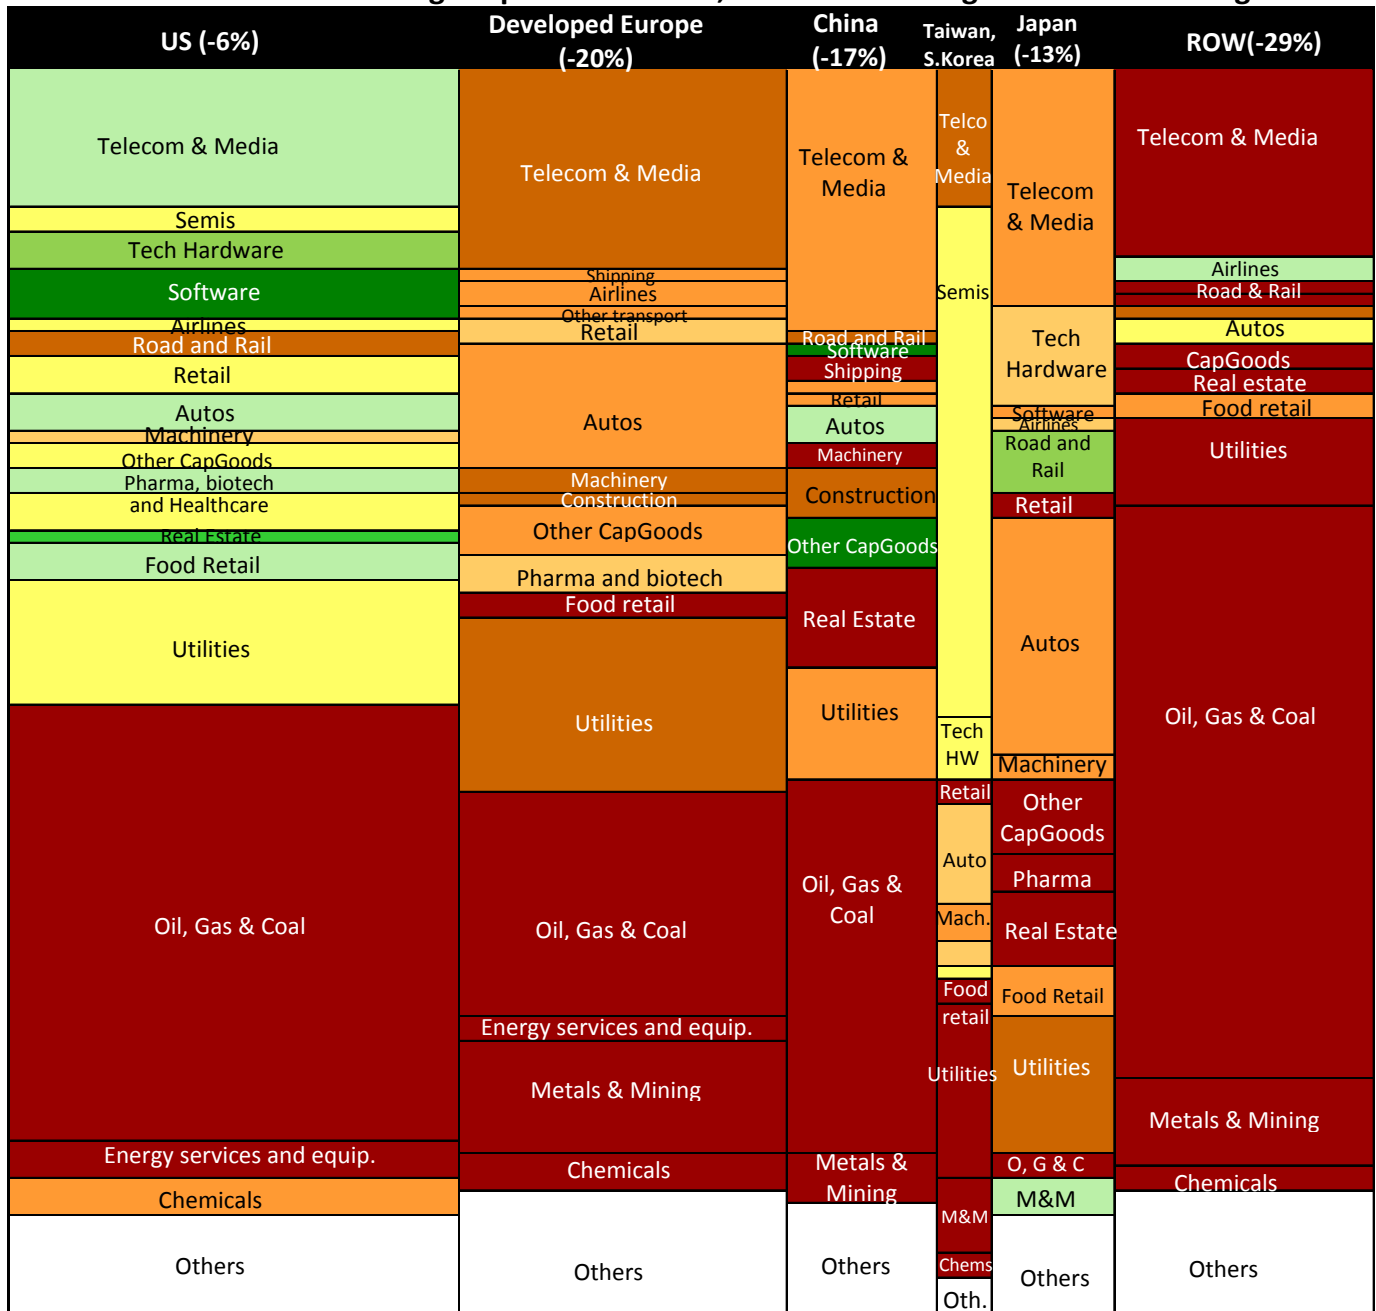 US (-6%)
Developed Europe
(-20%)
China
(-17%)
Taiwan,
S.Korea
Japan
(-13%)
ROW(-29%)
Telecom & Media
Semis
Tech Hardware
Software
Airlines
Road and Rail
Retail
Autos
Machinery
Other CapGoods
Pharma, biotech
and Healthcare
Real Estate
Food Retail
Utilities
Oil, Gas & Coal
Energy services and equip.
Chemicals
Others
Telecom & Media
Shipping
Airlines
Other transport
Retail
Autos
Machinery
Construction
Other CapGoods
Pharma and biotech
Food retail
Utilities
Oil, Gas & Coal
Energy services and equip.
Metals & Mining
Chemicals
Others
Telecom &
Media
Road and Rail
Software
Shipping
Retail
Autos
Machinery
Construction
Other CapGoods
Real Estate
Utilities
Oil, Gas &
Coal
Metals &
Mining
Others
Telco
&
Media
Semis
Tech
HW
Retail
Auto
Mach.
Food
retail
Utilities
M&M
Chems
Oth.
Telecom
& Media
Tech
Hardware
Software
Airlines
Road and
Rail
Retail
Autos
Machinery
Other
CapGoods
Pharma
Real Estate
Food Retail
Utilities
O, G & C
M&M
Others
Telecom & Media
Airlines
Road & Rail
Autos
CapGoods
Real estate
Food retail
Utilities
Oil, Gas & Coal
Metals & Mining
Chemicals
Others